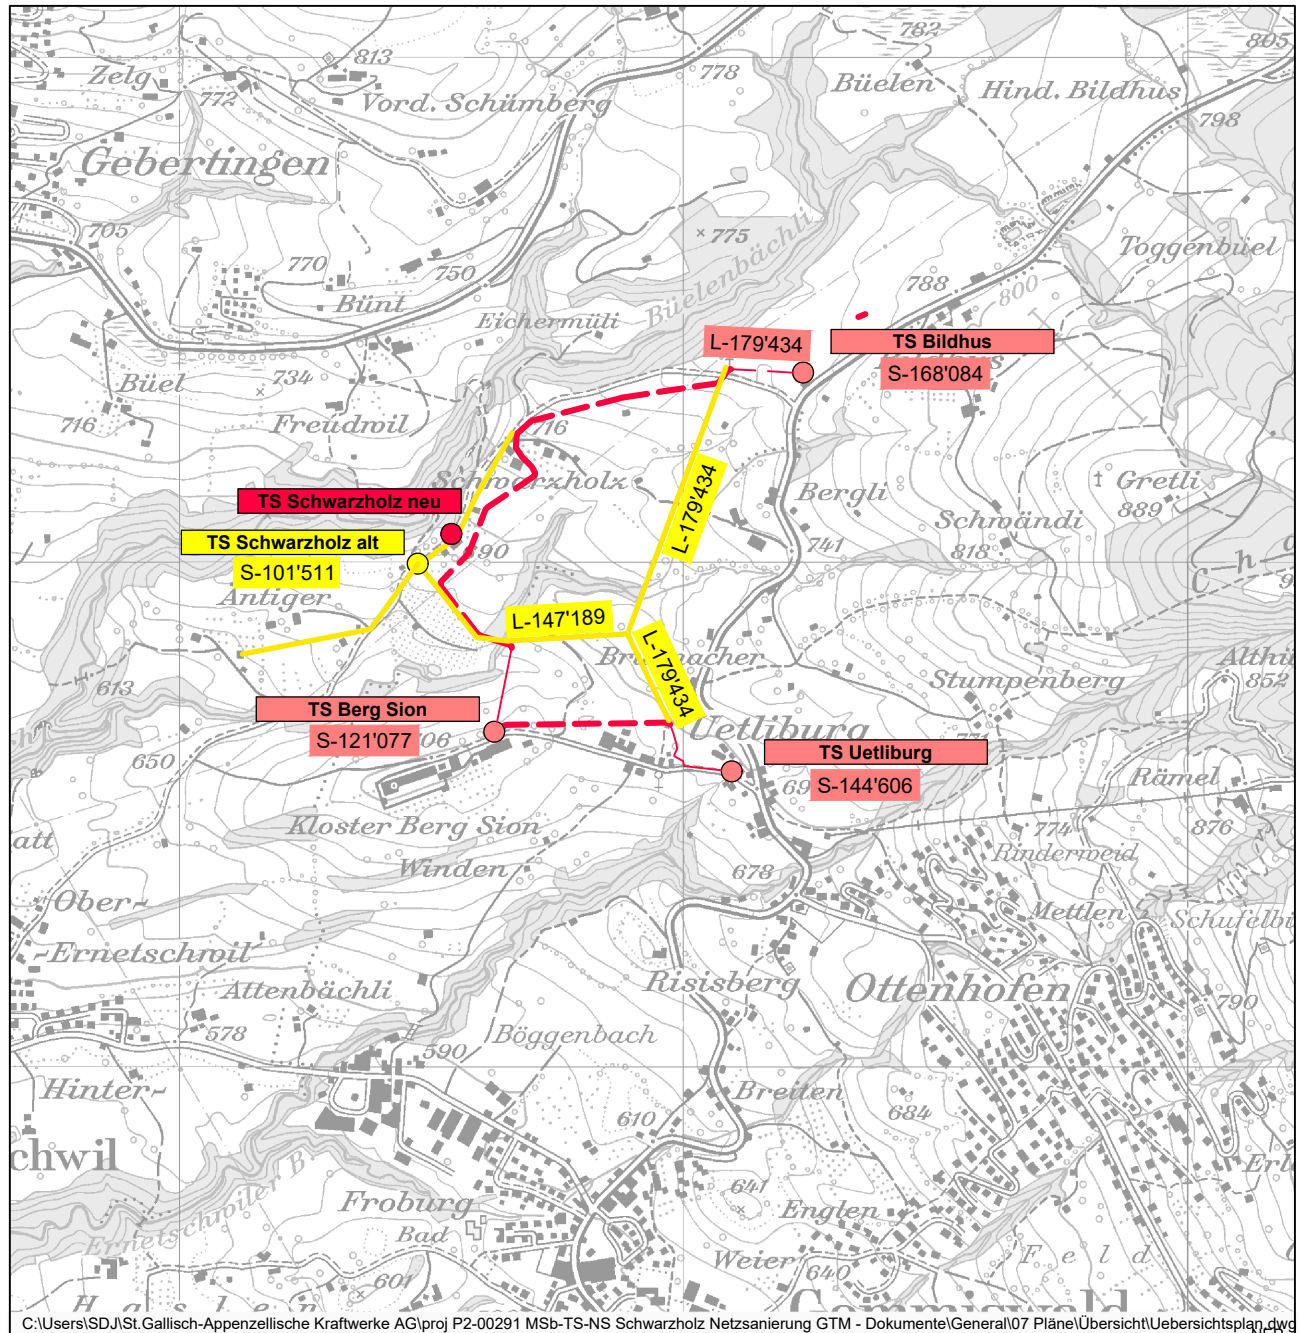 782
805
813
Zelg
778
Büelen
Hind. Bildhus
772
Vord. Schümberg
798
Gebertingen
705
775
Toggenbüel
770
750
788
800
Bünt
Büelenbächli
Eichermüli
L-179'434
TS Bildhus
S-168'084
Büel
734
716
Freudwil
716
Schwarzholz
Bergli
Gretli
889
TS Schwarzholz neu
L-179'434
Schwändi
TS Schwarzholz alt
690
741
818
S-101'511
Antiger
L-147'189
L-179'434
613
Stumpenberg
852
TS Berg Sion
S-121'077
Uetliburg
TS Uetliburg
771
650
S-144'606
Rämel
Kloster Berg Sion
774
876
Winden
678
Rinderweid
Ober-
Mettlen
-Ernetschwil
Attenbächli
Risisberg
Ottenhofen
790
578
Böggenbach
590
Hinter-
Breiten
684
610
chwil
641
Froburg
Englen
Ernetschwiler B
Bad
Weier
640
Feld
601
C:\Users\SDJ\St.Gallisch-Appenzellische Kraftwerke AG\proj P2-00291 MSb-TS-NS Schwarzholz Netzsanierung GTM - Dokumente\General\07 Pläne\Übersicht\Uebersichtsplan.dwg